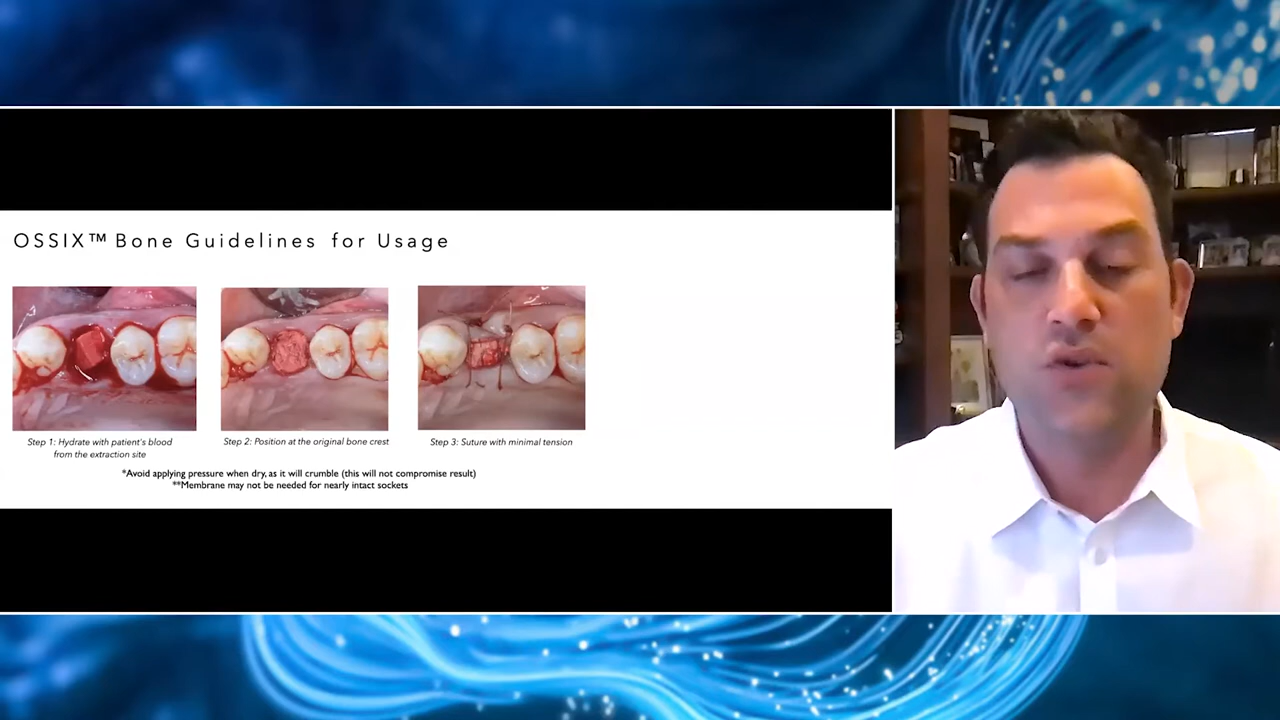 OSSIX™ Bone Guidelines for Usage
Step 1: Hydrate with patient's blood
from the extraction site
Step 2: Position at the original bone crest
Step 3: Suture with minimal tension
*Avoid applying pressure when dry, as it will crumble (this will not compromise result)
**Membrane may not be needed for nearly intact sockets